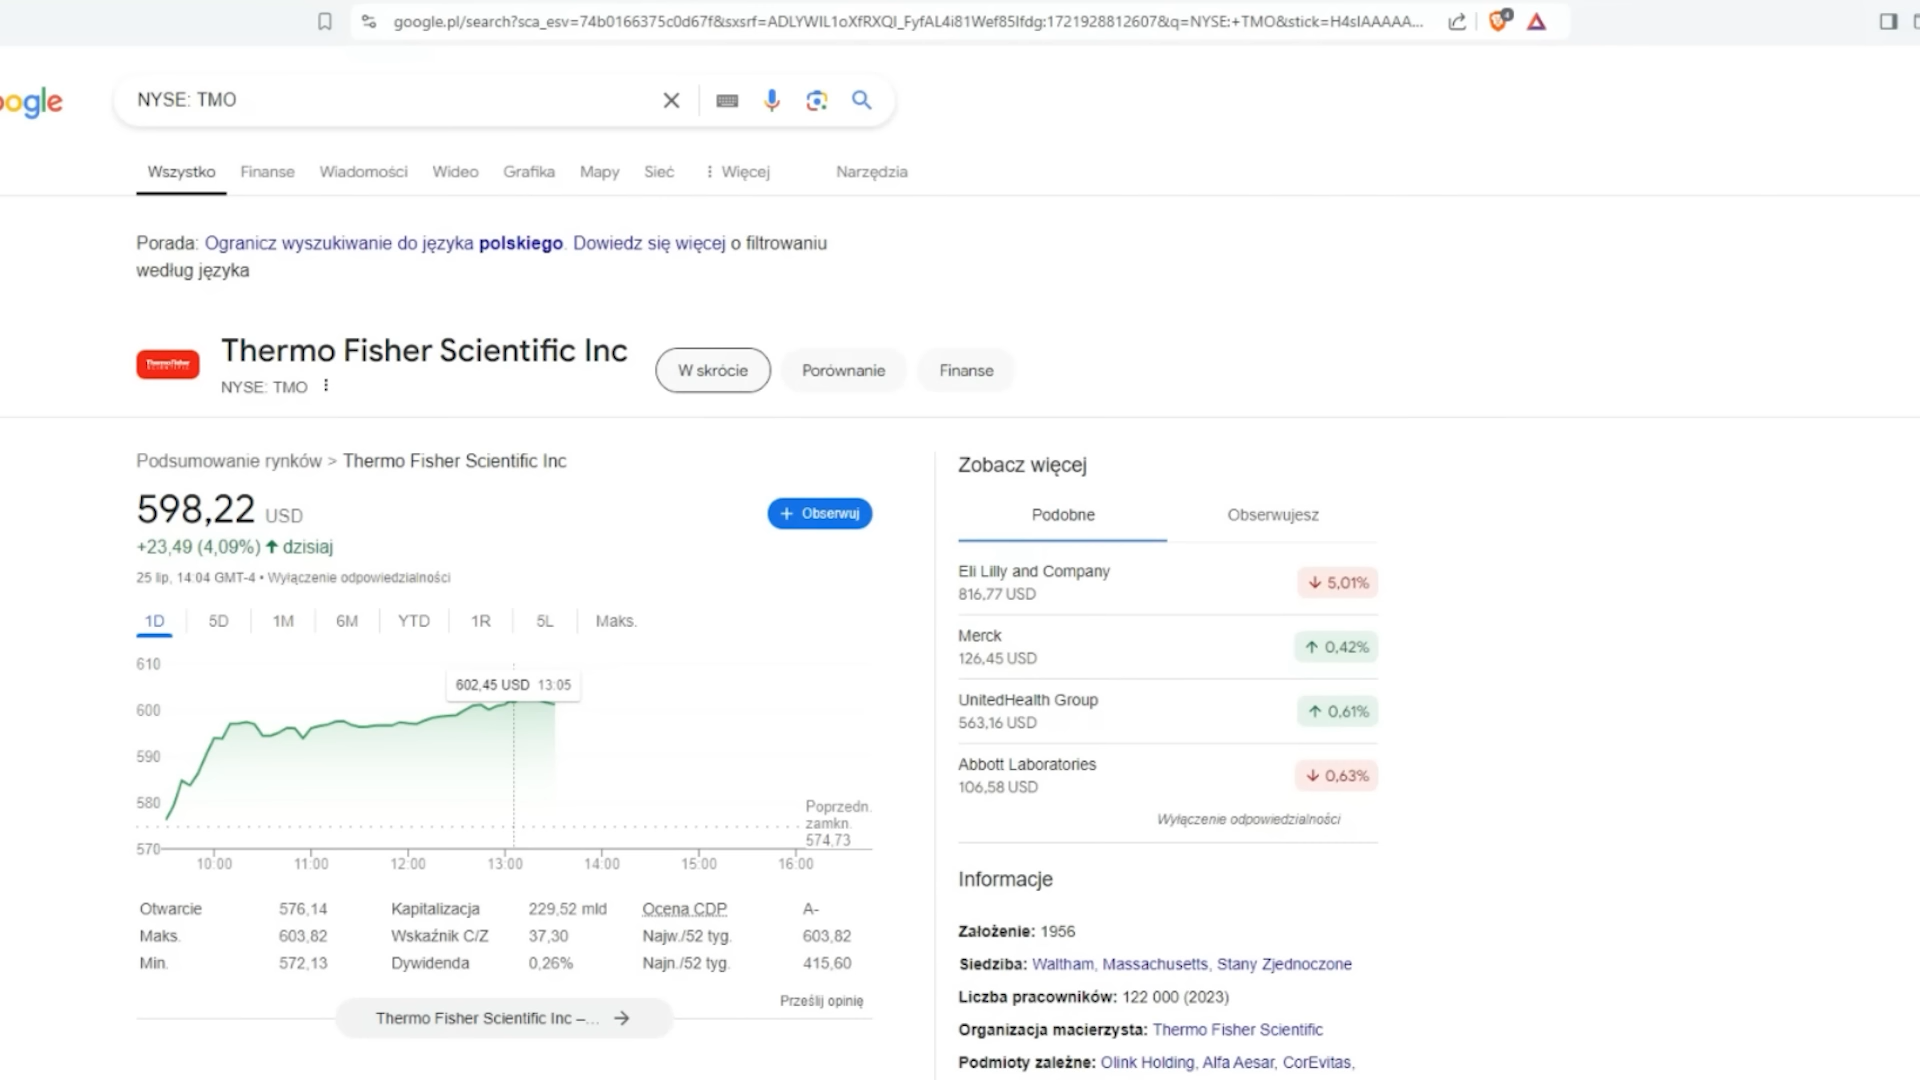 google.pl/search?sca_esv=74b0166375c0d67f&sxsrf=ADLYWIL1oXfRXQI_FyfAL4i81Wef85lfdg:1721928812607&q=NYSE:+TMO&stick=H4sIAAAAA...
4
ogle
NYSE: TMO
Wszystko Finanse Wiadomości Wideo Grafika Mapy Sieć Więcej Narzędzia
Porada: Ogranicz wyszukiwanie do języka polskiego. Dowiedz się więcej o filtrowaniu
według języka
ThermoFisher
SCIENTIFIC
Thermo Fisher Scientific Inc
NYSE: TMO
W skrócie Porównanie Finanse
Podsumowanie rynków > Thermo Fisher Scientific Inc
598,22 USD
+ Obserwuj
+23,49 (4,09%) ↑ dzisiaj
25 lip, 14:04 GMT-4 • Wyłączenie odpowiedzialności
1D 5D 1M 6M YTD 1R 5L Maks.
610
600
590
580
570
602,45 USD 13:05
Poprzedn.
zamkn.
574,73
10:00 11:00 12:00 13:00 14:00 15:00 16:00
Otwarcie 576,14 Kapitalizacja 229,52 mld Ocena CDP A-
Maks. 603,82 Wskaźnik C/Z 37,30 Najw./52 tyg. 603,82
Min. 572,13 Dywidenda 0,26% Najn./52 tyg. 415,60
Prześlij opinię
Thermo Fisher Scientific Inc –... →
Zobacz więcej
Podobne Obserwujesz
Eli Lilly and Company
816,77 USD
↓ 5,01%
Merck
126,45 USD
↑ 0,42%
UnitedHealth Group
563,16 USD
↑ 0,61%
Abbott Laboratories
106,58 USD
↓ 0,63%
Wyłączenie odpowiedzialności
Informacje
Założenie: 1956
Siedziba: Waltham, Massachusetts, Stany Zjednoczone
Liczba pracowników: 122 000 (2023)
Organizacja macierzysta: Thermo Fisher Scientific
Podmioty zależne: Olink Holding, Alfa Aesar, CorEvitas,